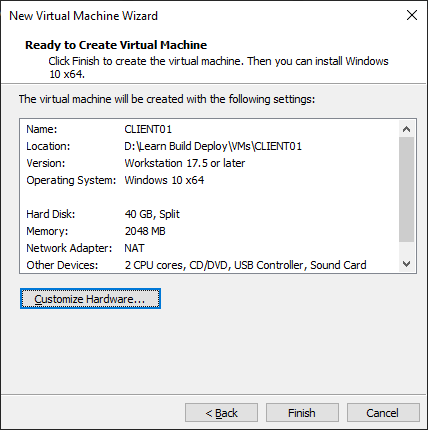 New Virtual Machine Wizard
Ready to Create Virtual Machine
Click Finish to create the virtual machine. Then you can install Windows
10 x64.
The virtual machine will be created with the following settings:
Name: CLIENT01
Location: D:\Learn Build Deploy\VMs\CLIENT01
Version: Workstation 17.5 or later
Operating System: Windows 10 x64
Hard Disk: 40 GB, Split
Memory: 2048 MB
Network Adapter: NAT
Other Devices: 2 CPU cores, CD/DVD, USB Controller, Sound Card
Customize Hardware...
< Back Finish Cancel